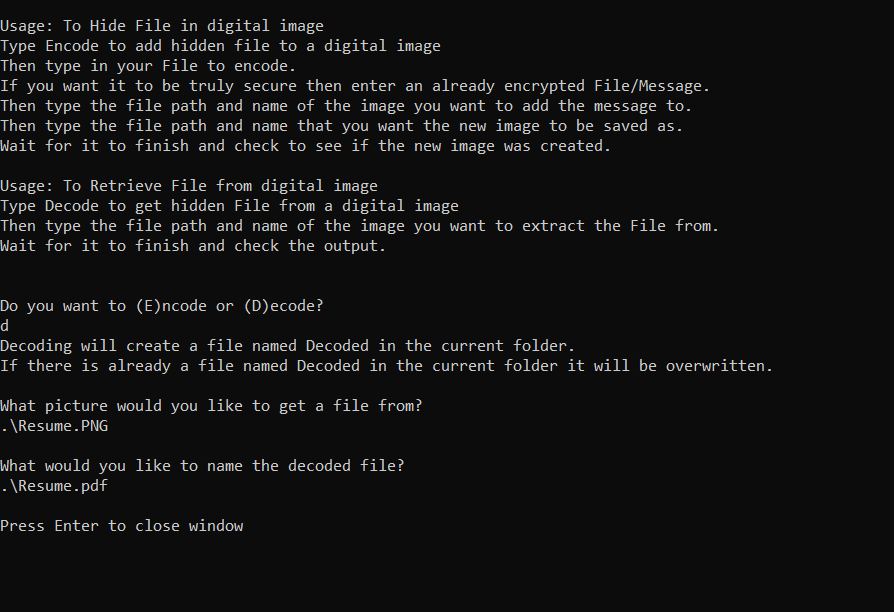 Usage: To Hide File in digital image
Type Encode to add hidden file to a digital image
Then type in your File to encode.
If you want it to be truly secure then enter an already encrypted File/Message.
Then type the file path and name of the image you want to add the message to.
Then type the file path and name that you want the new image to be saved as.
Wait for it to finish and check to see if the new image was created.
Usage: To Retrieve File from digital image
Type Decode to get hidden File from a digital image
Then type the file path and name of the image you want to extract the File from.
Wait for it to finish and check the output.
Do you want to (E)ncode or (D)ecode?
d
Decoding will create a file named Decoded in the current folder.
If there is already a file named Decoded in the current folder it will be overwritten.
What picture would you like to get a file from?
.\Resume.PNG
What would you like to name the decoded file?
.\Resume.pdf
Press Enter to close window